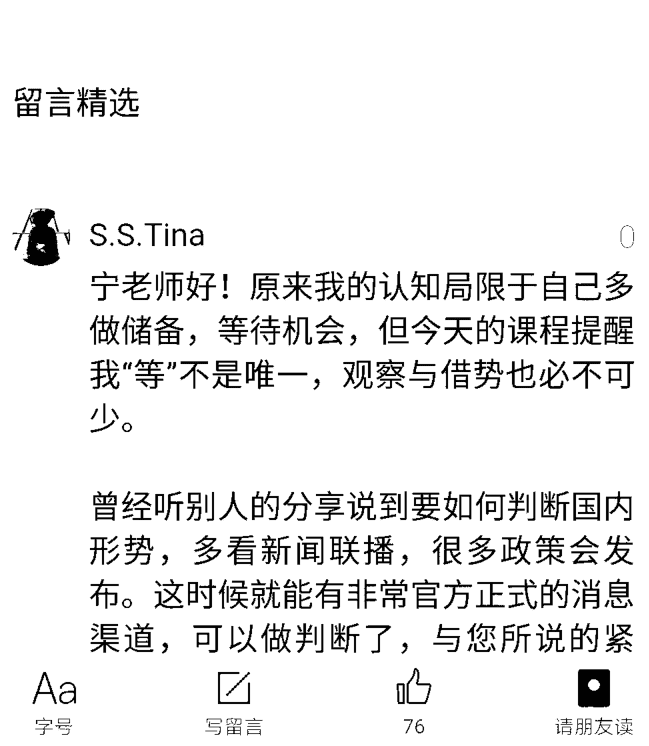 留言精选
S.S.Tina
0
宁老师好！原来我的认知局限于自己多
做储备，等待机会，但今天的课程提醒
我“等”不是唯一，观察与借势也必不可
少。
曾经听别人的分享说到要如何判断国内
形势，多看新闻联播，很多政策会发
布。这时候就能有非常官方正式的消息
渠道，可以做判断了，与您所说的紧
Aa
字号
写留言
76
请朋友读